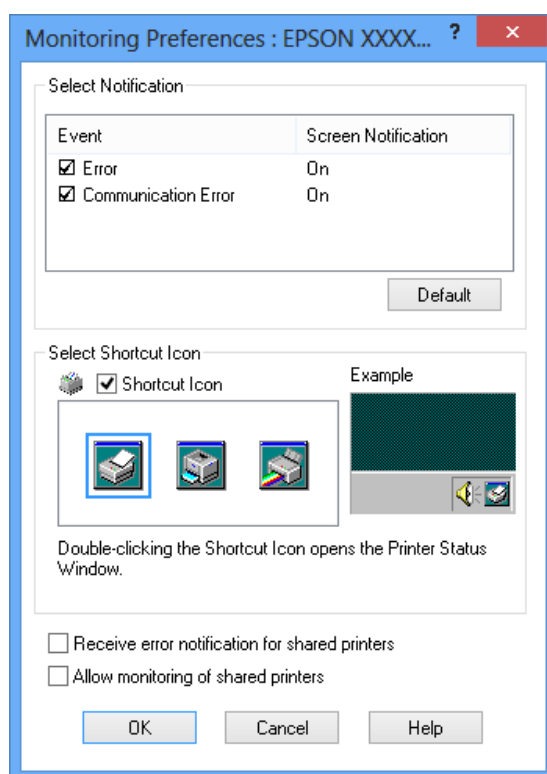 Monitoring Preferences : EPSON XXXX... ? ×
Select Notification
Event Screen Notification
Error On
Communication Error On
Default
Select Shortcut Icon
Shortcut Icon
Example
Double-clicking the Shortcut Icon opens the Printer Status
Window.
Receive error notification for shared printers
Allow monitoring of shared printers
OK Cancel Help